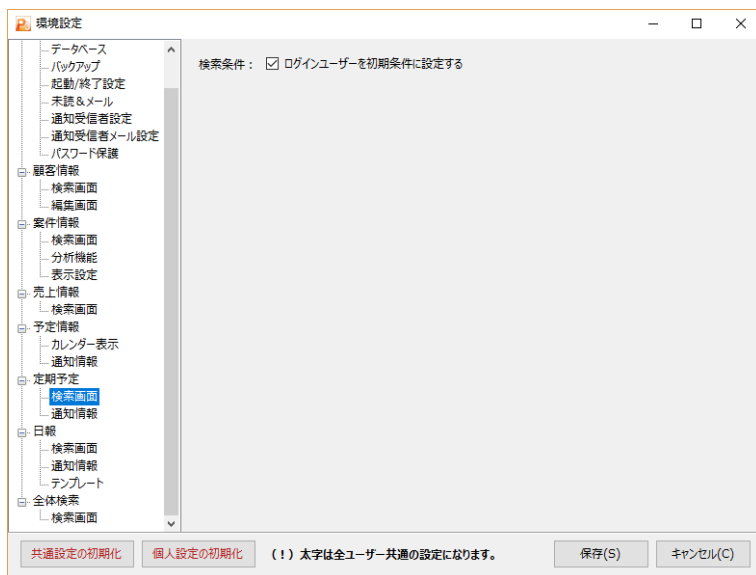 環境設定
データベース
バックアップ
起動/終了設定
未読＆メール
通知受信者設定
通知受信者メール設定
パスワード保護
顧客情報
検索画面
編集画面
案件情報
検索画面
分析機能
表示設定
売上情報
検索画面
予定情報
カレンダー表示
通知情報
定期予定
検索画面
通知情報
日報
検索画面
通知情報
テンプレート
全体検索
検索画面
検索条件： ログインユーザーを初期条件に設定する
共通設定の初期化 個人設定の初期化 （！）太字は全ユーザー共通の設定になります。 保存(S) キャンセル(C)